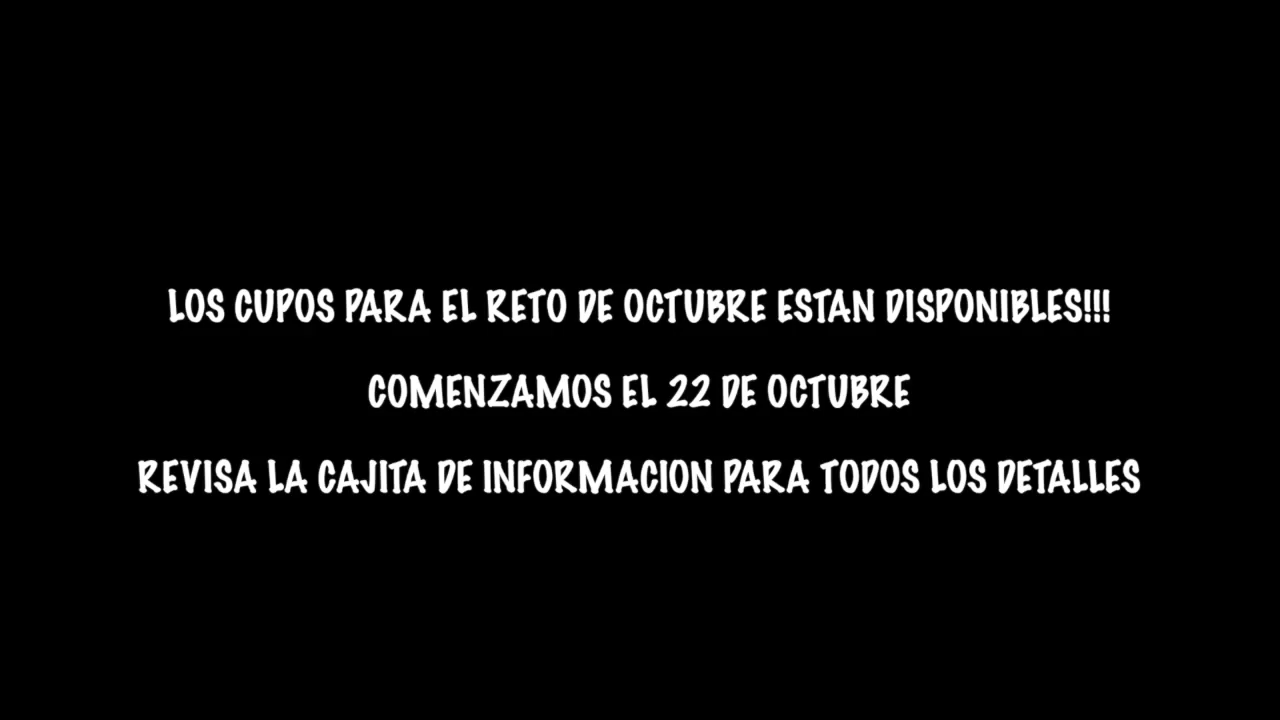 LOS CUPOS PARA EL RETO DE OCTUBRE ESTAN DISPONIBLES!!!
COMENZAMOS EL 22 DE OCTUBRE
REVISA LA CAJITA DE INFORMACION PARA TODOS LOS DETALLES